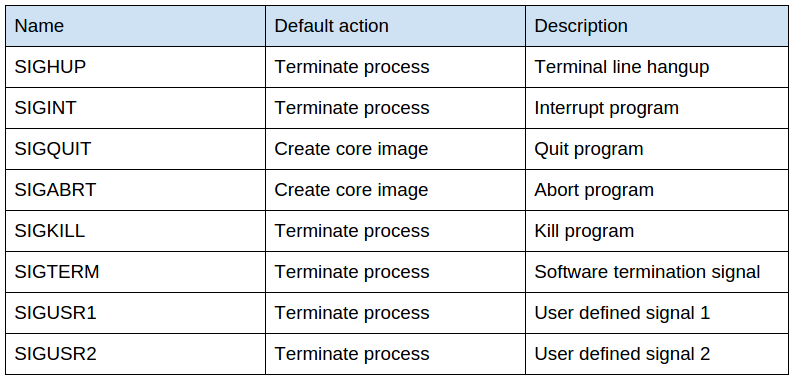 Name Default action Description
SIGHUP Terminate process Terminal line hangup
SIGINT Terminate process Interrupt program
SIGQUIT Create core image Quit program
SIGABRT Create core image Abort program
SIGKILL Terminate process Kill program
SIGTERM Terminate process Software termination signal
SIGUSR1 Terminate process User defined signal 1
SIGUSR2 Terminate process User defined signal 2